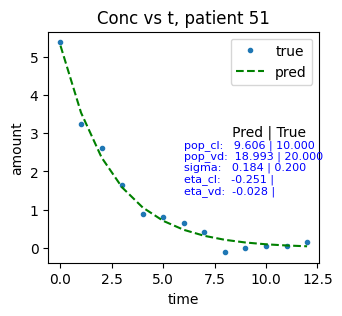 Conc vs t, patient 51
true
pred
Pred | True
pop_cl: 9.606 | 10.000
pop_vd: 18.993 | 20.000
sigma: 0.184 | 0.200
eta_cl: -0.251 |
eta_vd: -0.028 |
amount
5
4
3
2
1
0
0.0 2.5 5.0 7.5 10.0 12.5
time